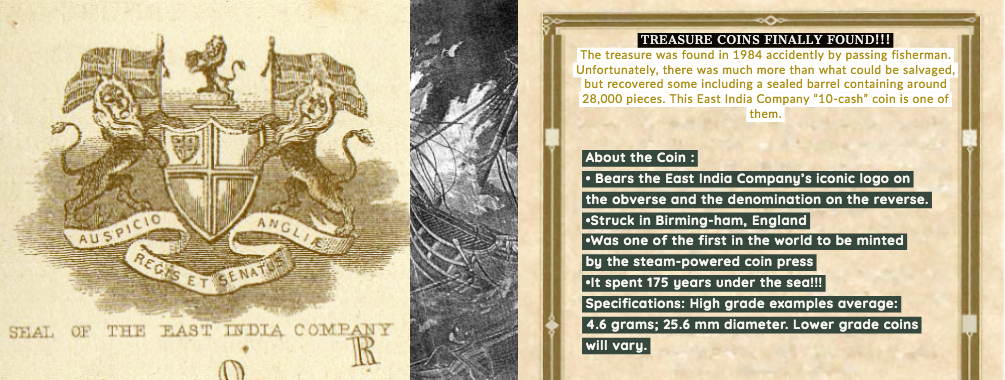 AUSPICIO
ANGLIÆ
REGIS ET SENATUS
SEAL OF THE EAST INDIA COMPANY
O
R
TREASURE COINS FINALLY FOUND!!!
The treasure was found in 1984 accidently by passing fisherman.
Unfortunately, there was much more than what could be salvaged,
but recovered some including a sealed barrel containing around
28,000 pieces. This East India Company "10-cash" coin is one of
them.
About the Coin :
• Bears the East India Company's iconic logo on
the obverse and the denomination on the reverse.
•Struck in Birming-ham, England
•Was one of the first in the world to be minted
by the steam-powered coin press
•It spent 175 years under the sea!!!
Specifications: High grade examples average:
4.6 grams; 25.6 mm diameter. Lower grade coins
will vary.